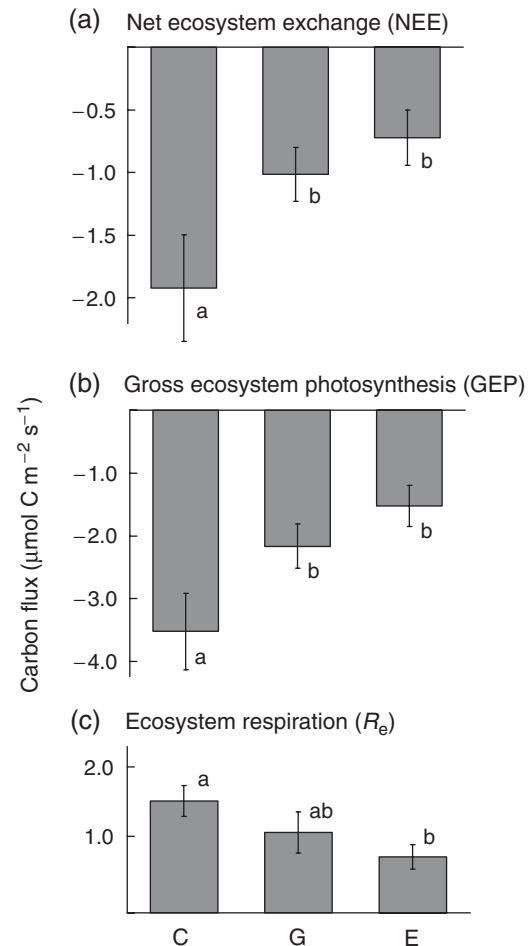 (a) Net ecosystem exchange (NEE)
−0.5
−1.0
−1.5
−2.0
a
b
b
(b) Gross ecosystem photosynthesis (GEP)
−1.0
−2.0
−3.0
−4.0
a
b
b
Carbon flux (μmol C m⁻² s⁻¹)
(c) Ecosystem respiration (Rₑ)
2.0
1.0
a
ab
b
C G E